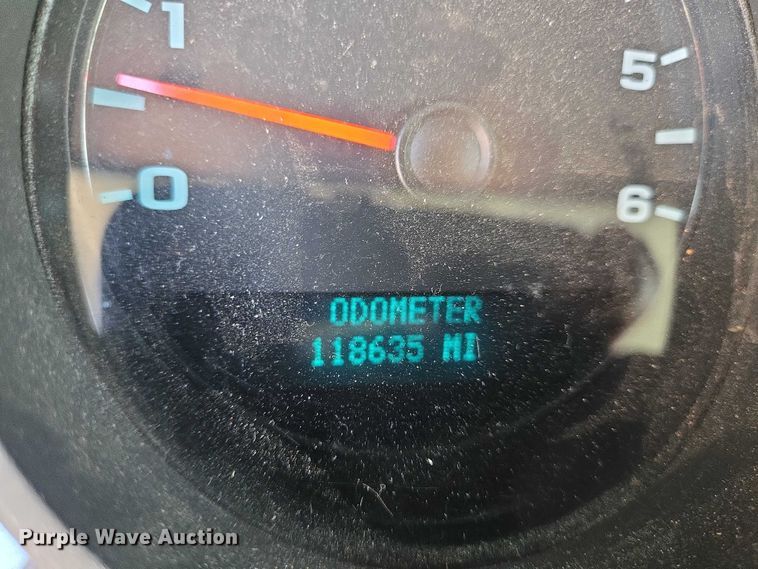 1
5
0
6
ODOMETER
118635 MI
Purple Wave Auction®